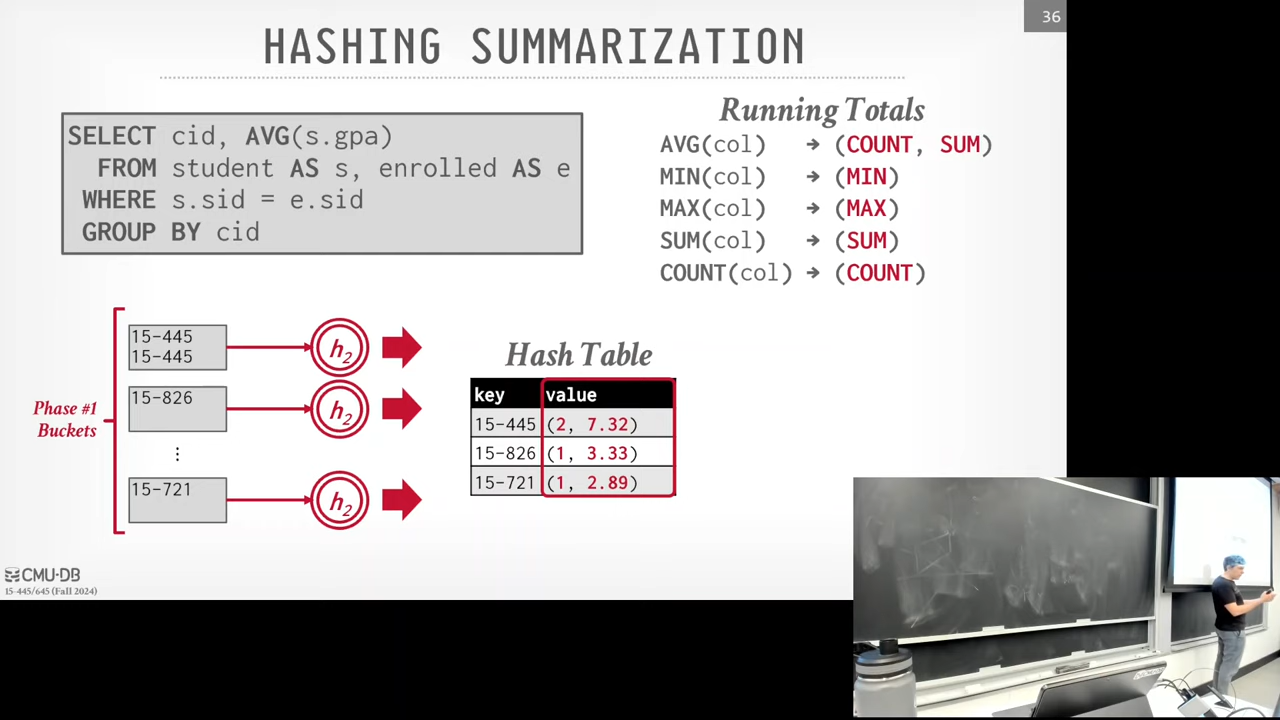 36
HASHING SUMMARIZATION
SELECT cid, AVG(s.gpa)
FROM student AS s, enrolled AS e
WHERE s.sid = e.sid
GROUP BY cid
Running Totals
AVG(col) → (COUNT, SUM)
MIN(col) → (MIN)
MAX(col) → (MAX)
SUM(col) → (SUM)
COUNT(col) → (COUNT)
Phase #1
Buckets
15-445
15-445
h2
15-826
h2
⋮
15-721
h2
Hash Table
key value
15-445 (2, 7.32)
15-826 (1, 3.33)
15-721 (1, 2.89)
CMU·DB
15-445/645 (Fall 2024)